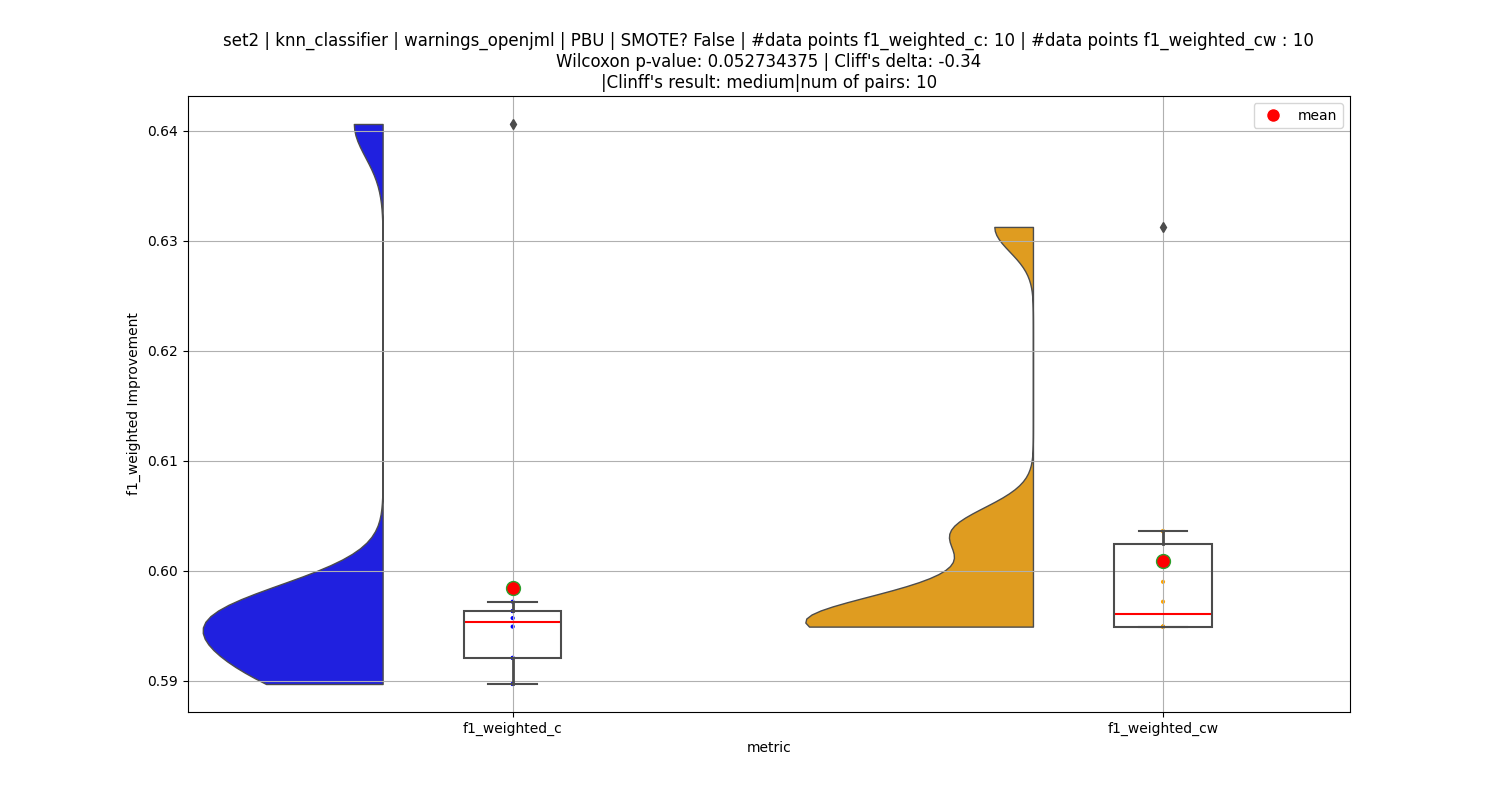 set2 | knn_classifier | warnings_openjml | PBU | SMOTE? False | #data points f1_weighted_c: 10 | #data points f1_weighted_cw : 10
Wilcoxon p-value: 0.052734375 | Cliff's delta: -0.34
|Clinff's result: medium|num of pairs: 10
mean
0.64
0.63
0.62
0.61
0.60
0.59
f1_weighted Improvement
f1_weighted_c
f1_weighted_cw
metric